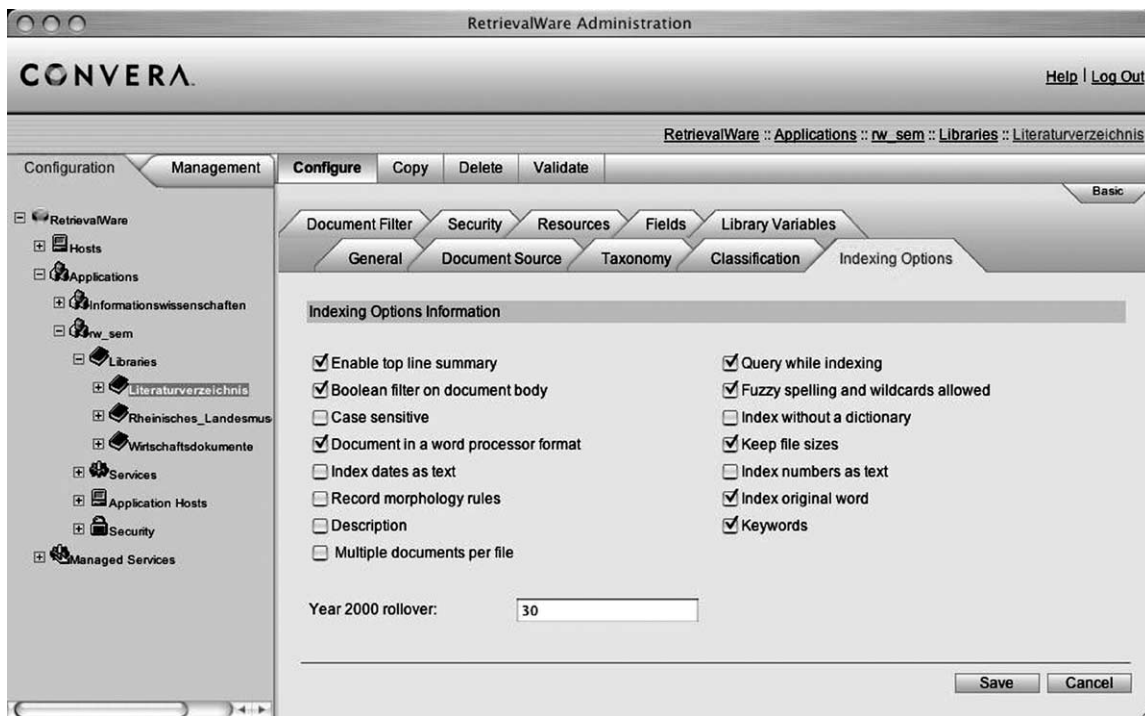 RetrievalWare Administration
CONVERA
Help | Log Out
RetrievalWare :: Applications :: rw_sem :: Libraries :: Literaturverzeichnis
Configuration Management
Configure Copy Delete Validate
Basic
RetrievalWare
Hosts
Applications
Informationswissenschaften
rw_sem
Libraries
Literaturverzeichnis
Rheinisches_Landesmus
Wirtschaftsdokumente
Services
Application Hosts
Security
Managed Services
Document Filter Security Resources Fields Library Variables
General Document Source Taxonomy Classification Indexing Options
Indexing Options Information
Enable top line summary
Boolean filter on document body
Case sensitive
Document in a word processor format
Index dates as text
Record morphology rules
Description
Multiple documents per file
Query while indexing
Fuzzy spelling and wildcards allowed
Index without a dictionary
Keep file sizes
Index numbers as text
Index original word
Keywords
Year 2000 rollover: 30
Save Cancel